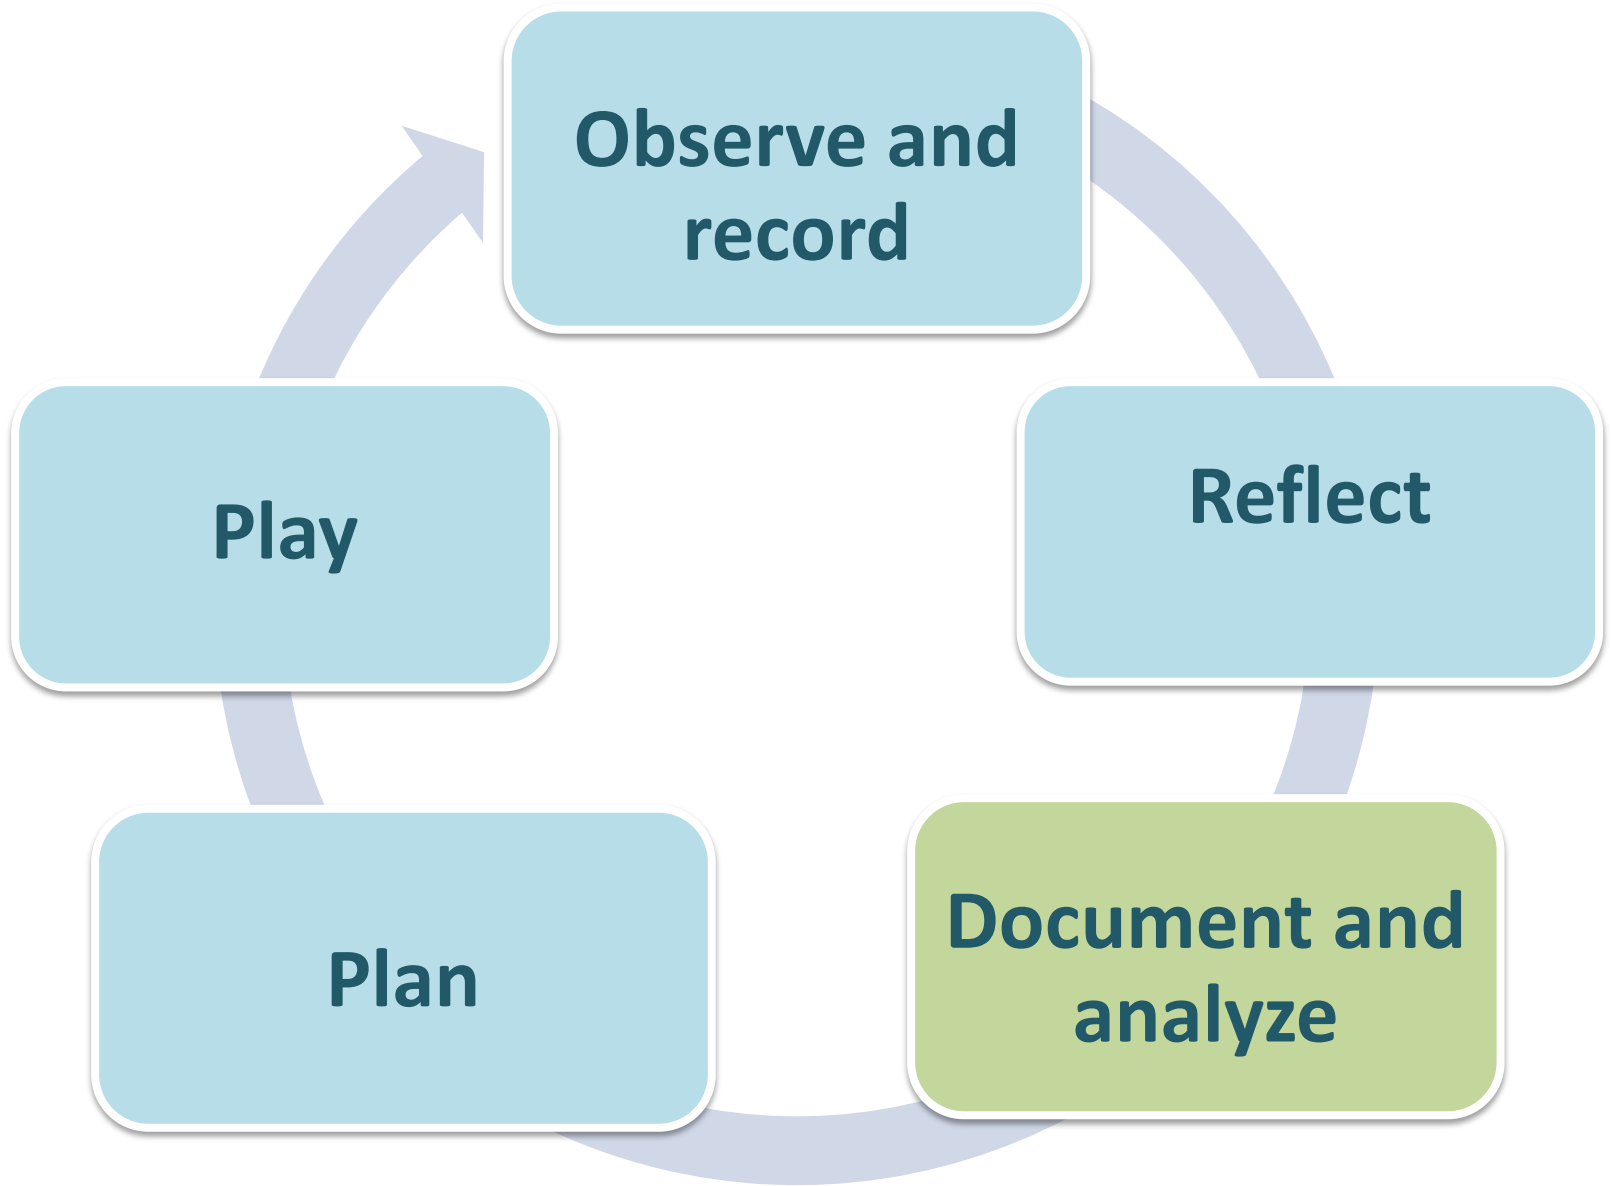 Observe and
record
Reflect
Play
Document and
analyze
Plan